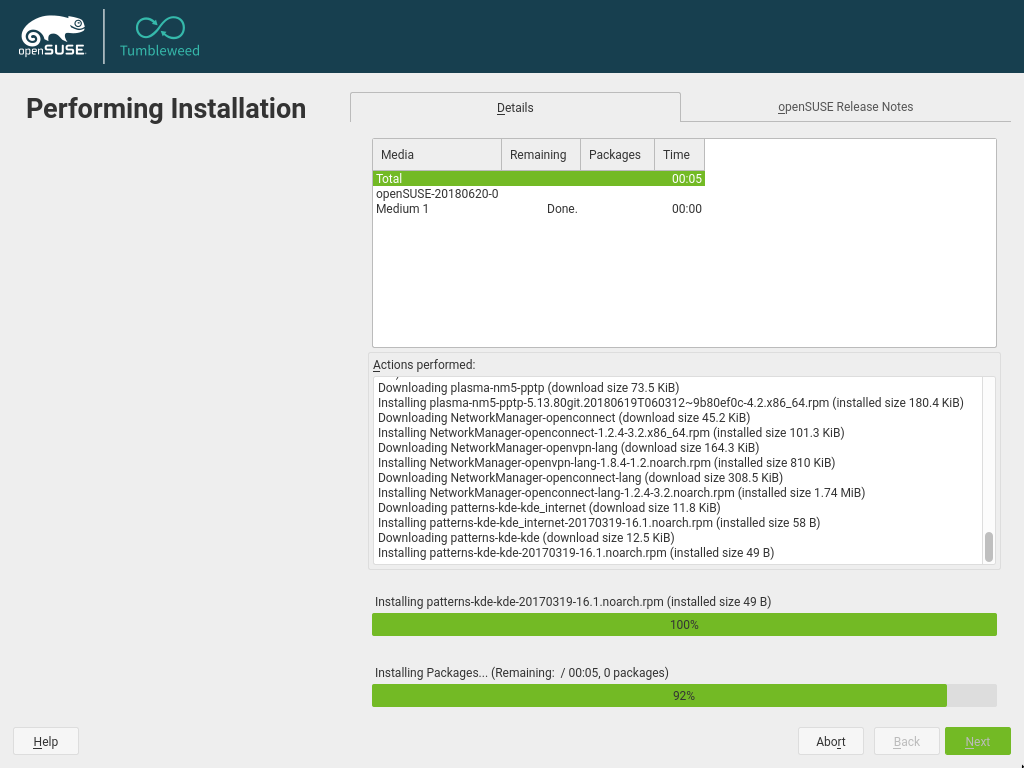 openSUSE
Tumbleweed
Performing Installation
Details
openSUSE Release Notes
Media Remaining Packages Time
Total 00:05
openSUSE-20180620-0
Medium 1 Done. 00:00
Actions performed:
Downloading plasma-nm5-pptp (download size 73.5 KiB)
Installing plasma-nm5-pptp-5.13.80git.20180619T060312~9b80ef0c-4.2.x86_64.rpm (installed size 180.4 KiB)
Downloading NetworkManager-openconnect (download size 45.2 KiB)
Installing NetworkManager-openconnect-1.2.4-3.2.x86_64.rpm (installed size 101.3 KiB)
Downloading NetworkManager-openvpn-lang (download size 164.3 KiB)
Installing NetworkManager-openvpn-lang-1.8.4-1.2.noarch.rpm (installed size 810 KiB)
Downloading NetworkManager-openconnect-lang (download size 308.5 KiB)
Installing NetworkManager-openconnect-lang-1.2.4-3.2.noarch.rpm (installed size 1.74 MiB)
Downloading patterns-kde-kde_internet (download size 11.8 KiB)
Installing patterns-kde-kde_internet-20170319-16.1.noarch.rpm (installed size 58 B)
Downloading patterns-kde-kde (download size 12.5 KiB)
Installing patterns-kde-kde-20170319-16.1.noarch.rpm (installed size 49 B)
Installing patterns-kde-kde-20170319-16.1.noarch.rpm (installed size 49 B)
100%
Installing Packages... (Remaining:  / 00:05, 0 packages)
92%
Help
Abort
Back
Next